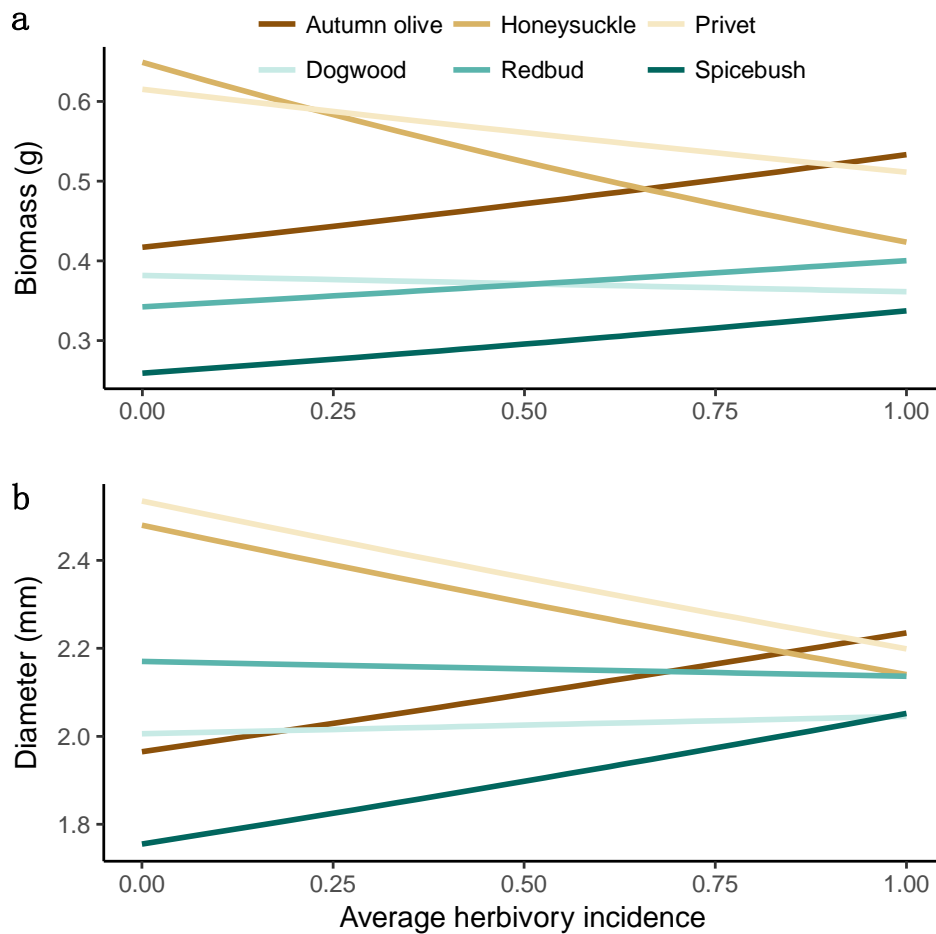 a
Autumn olive Honeysuckle Privet
Dogwood Redbud Spicebush
Biomass (g)
0.6
0.5
0.4
0.3
0.00 0.25 0.50 0.75 1.00
b
Diameter (mm)
2.4
2.2
2.0
1.8
0.00 0.25 0.50 0.75 1.00
Average herbivory incidence